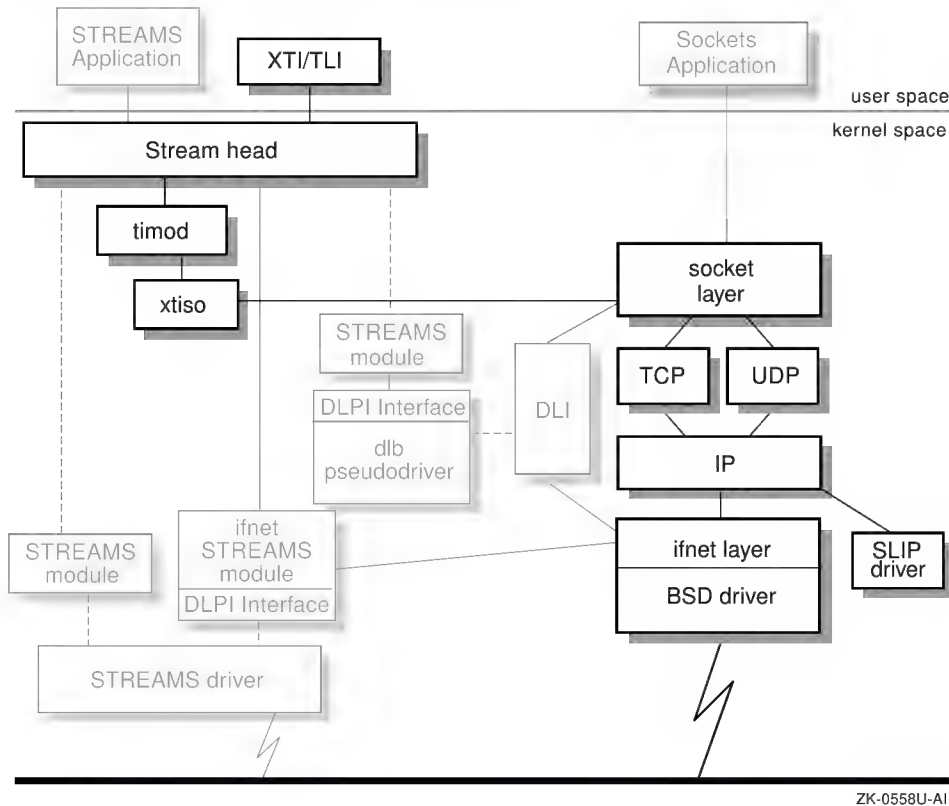 STREAMS
Application
XTI/TLI
Sockets
Application
user space
kernel space
Stream head
timod
xtiso
socket
layer
STREAMS
module
DLPI Interface
dlb
pseudodriver
DLI
TCP
UDP
IP
ifnet
STREAMS
module
DLPI Interface
STREAMS
module
ifnet layer
BSD driver
SLIP
driver
STREAMS driver
ZK-0558U-AI